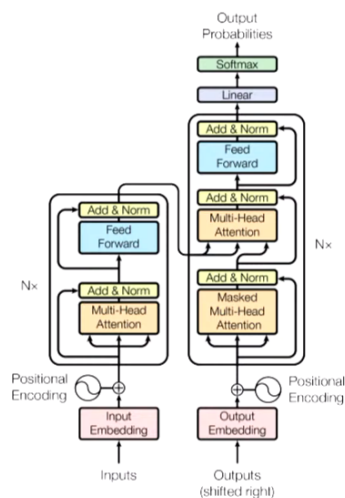 Output
Probabilities
Softmax
Linear
Add & Norm
Feed
Forward
Add & Norm
Multi-Head
Attention
Add & Norm
Masked
Multi-Head
Attention
Nx
Add & Norm
Feed
Forward
Add & Norm
Multi-Head
Attention
Nx
Positional
Encoding
Positional
Encoding
Input
Embedding
Output
Embedding
Inputs
Outputs
(shifted right)